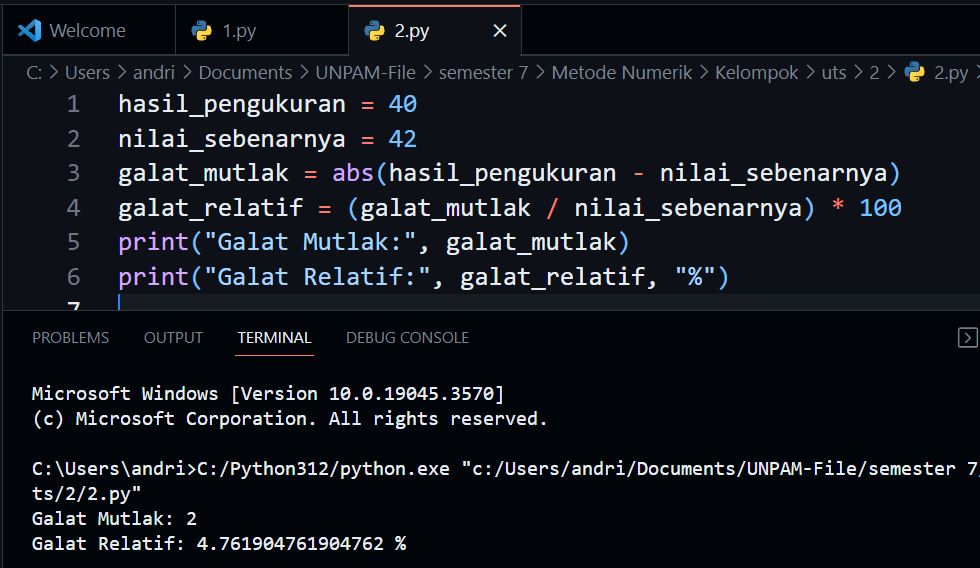 Welcome 1.py 2.py
C: > Users > andri > Documents > UNPAM-File > semester 7 > Metode Numerik > Kelompok > uts > 2 > 2.py >
1 hasil_pengukuran = 40
2 nilai_sebenarnya = 42
3 galat_mutlak = abs(hasil_pengukuran - nilai_sebenarnya)
4 galat_relatif = (galat_mutlak / nilai_sebenarnya) * 100
5 print("Galat Mutlak:", galat_mutlak)
6 print("Galat Relatif:", galat_relatif, "%")
7
PROBLEMS OUTPUT TERMINAL DEBUG CONSOLE
Microsoft Windows [Version 10.0.19045.3570]
(c) Microsoft Corporation. All rights reserved.
C:\Users\andri>C:/Python312/python.exe "c:/Users/andri/Documents/UNPAM-File/semester 7/
ts/2/2.py"
Galat Mutlak: 2
Galat Relatif: 4.761904761904762 %